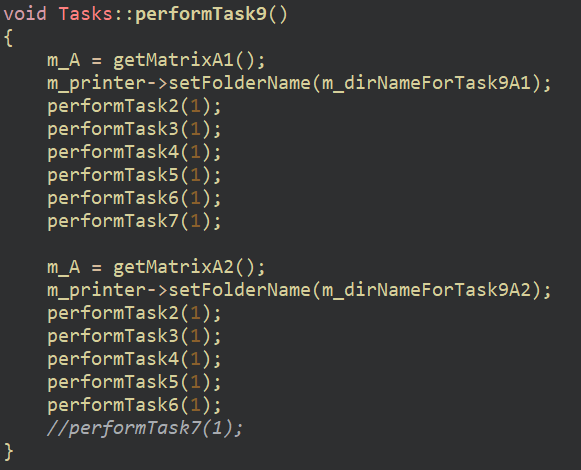 void Tasks::performTask9()
{
    m_A = getMatrixA1();
    m_printer->setFolderName(m_dirNameForTask9A1);
    performTask2(1);
    performTask3(1);
    performTask4(1);
    performTask5(1);
    performTask6(1);
    performTask7(1);

    m_A = getMatrixA2();
    m_printer->setFolderName(m_dirNameForTask9A2);
    performTask2(1);
    performTask3(1);
    performTask4(1);
    performTask5(1);
    performTask6(1);
    //performTask7(1);
}